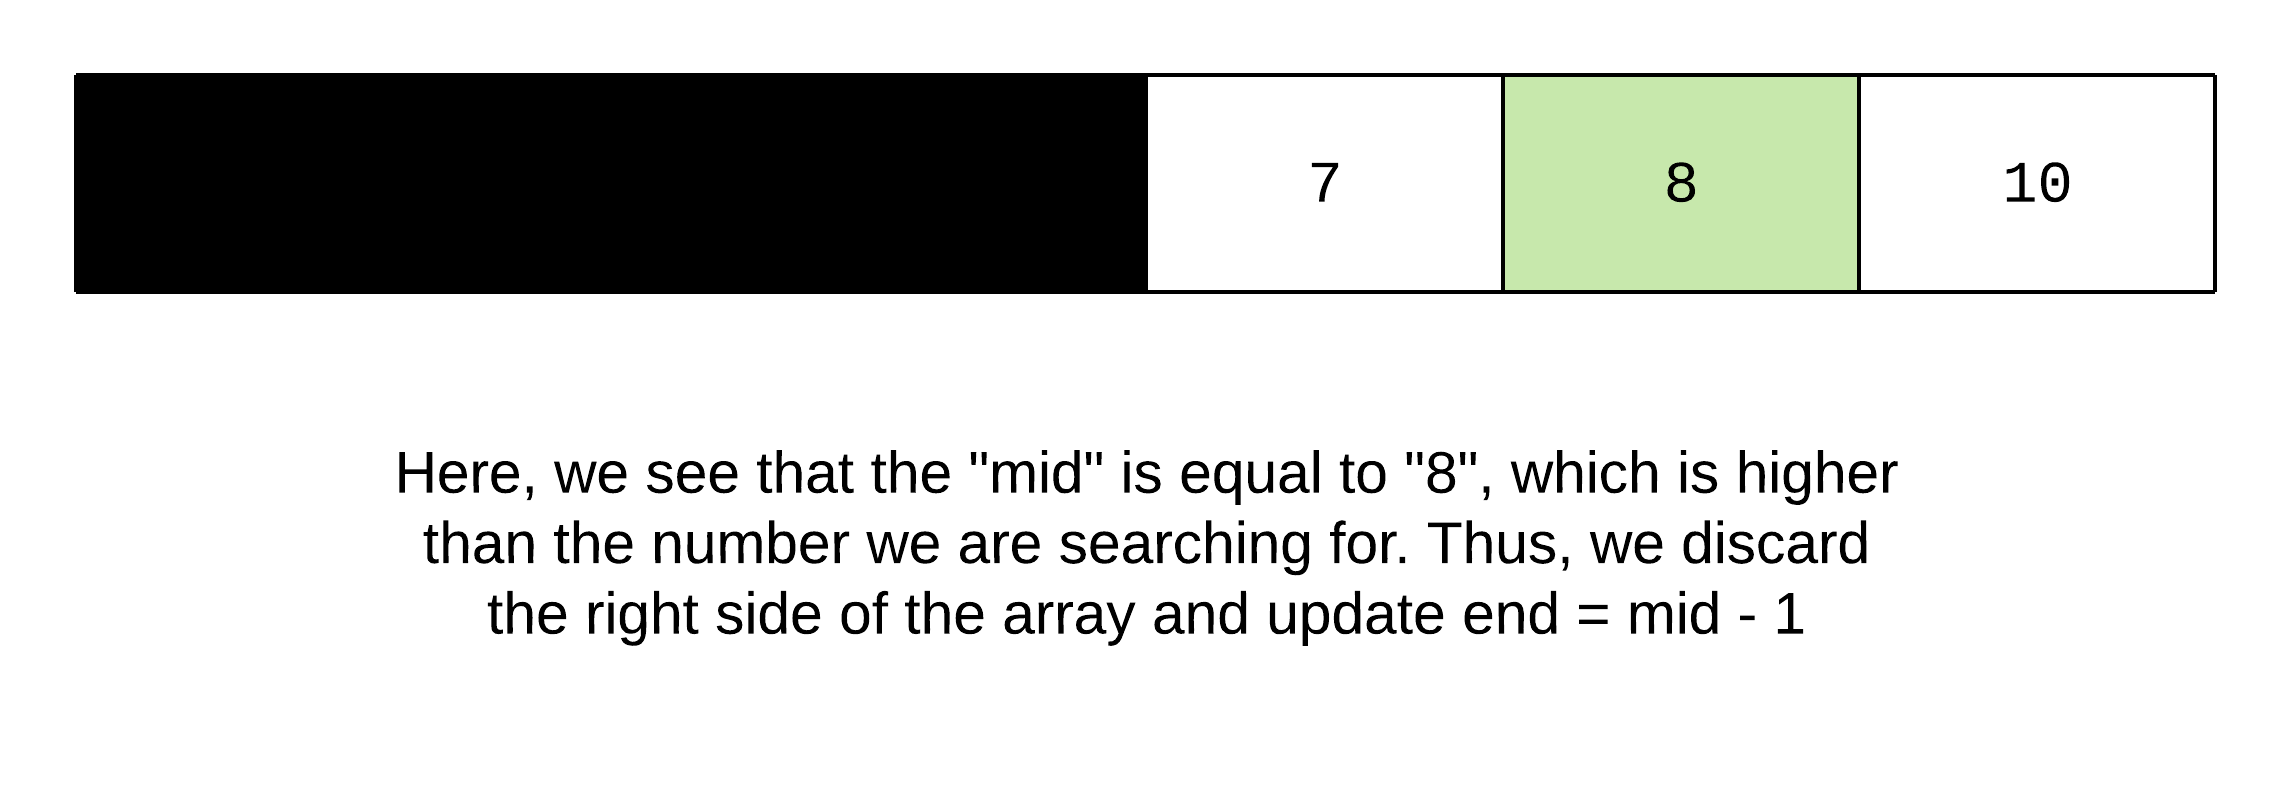 7 8 10
Here, we see that the "mid" is equal to "8", which is higher
than the number we are searching for. Thus, we discard
the right side of the array and update end = mid - 1